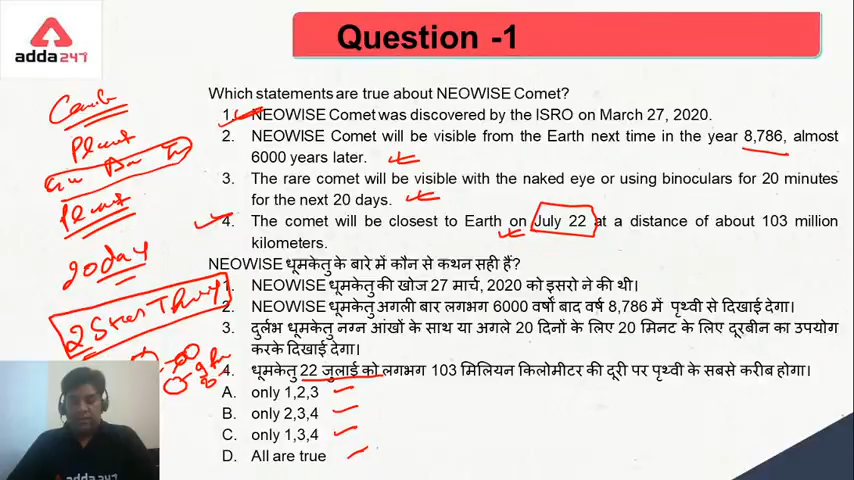 Question -1
adda247
Which statements are true about NEOWISE Comet?
1. NEOWISE Comet was discovered by the ISRO on March 27, 2020.
2. NEOWISE Comet will be visible from the Earth next time in the year 8,786, almost
6000 years later.
3. The rare comet will be visible with the naked eye or using binoculars for 20 minutes
for the next 20 days.
4. The comet will be closest to Earth on July 22 at a distance of about 103 million
kilometers.
NEOWISE धूमकेतु के बारे में कौन से कथन सही हैं?
1. NEOWISE धूमकेतु की खोज 27 मार्च, 2020 को इसरो ने की थी।
2. NEOWISE धूमकेतु अगली बार लगभग 6000 वर्षों बाद वर्ष 8,786 में पृथ्वी से दिखाई देगा।
3. दुर्लभ धूमकेतु नग्न आंखों के साथ या अगले 20 दिनों के लिए 20 मिनट के लिए दूरबीन का उपयोग
करके दिखाई देगा।
4. धूमकेतु 22 जुलाई को लगभग 103 मिलियन किलोमीटर की दूरी पर पृथ्वी के सबसे करीब होगा।
A. only 1,2,3
B. only 2,3,4
C. only 1,3,4
D. All are true
Planet
Planet
20 day
2 Star Theory
adda247